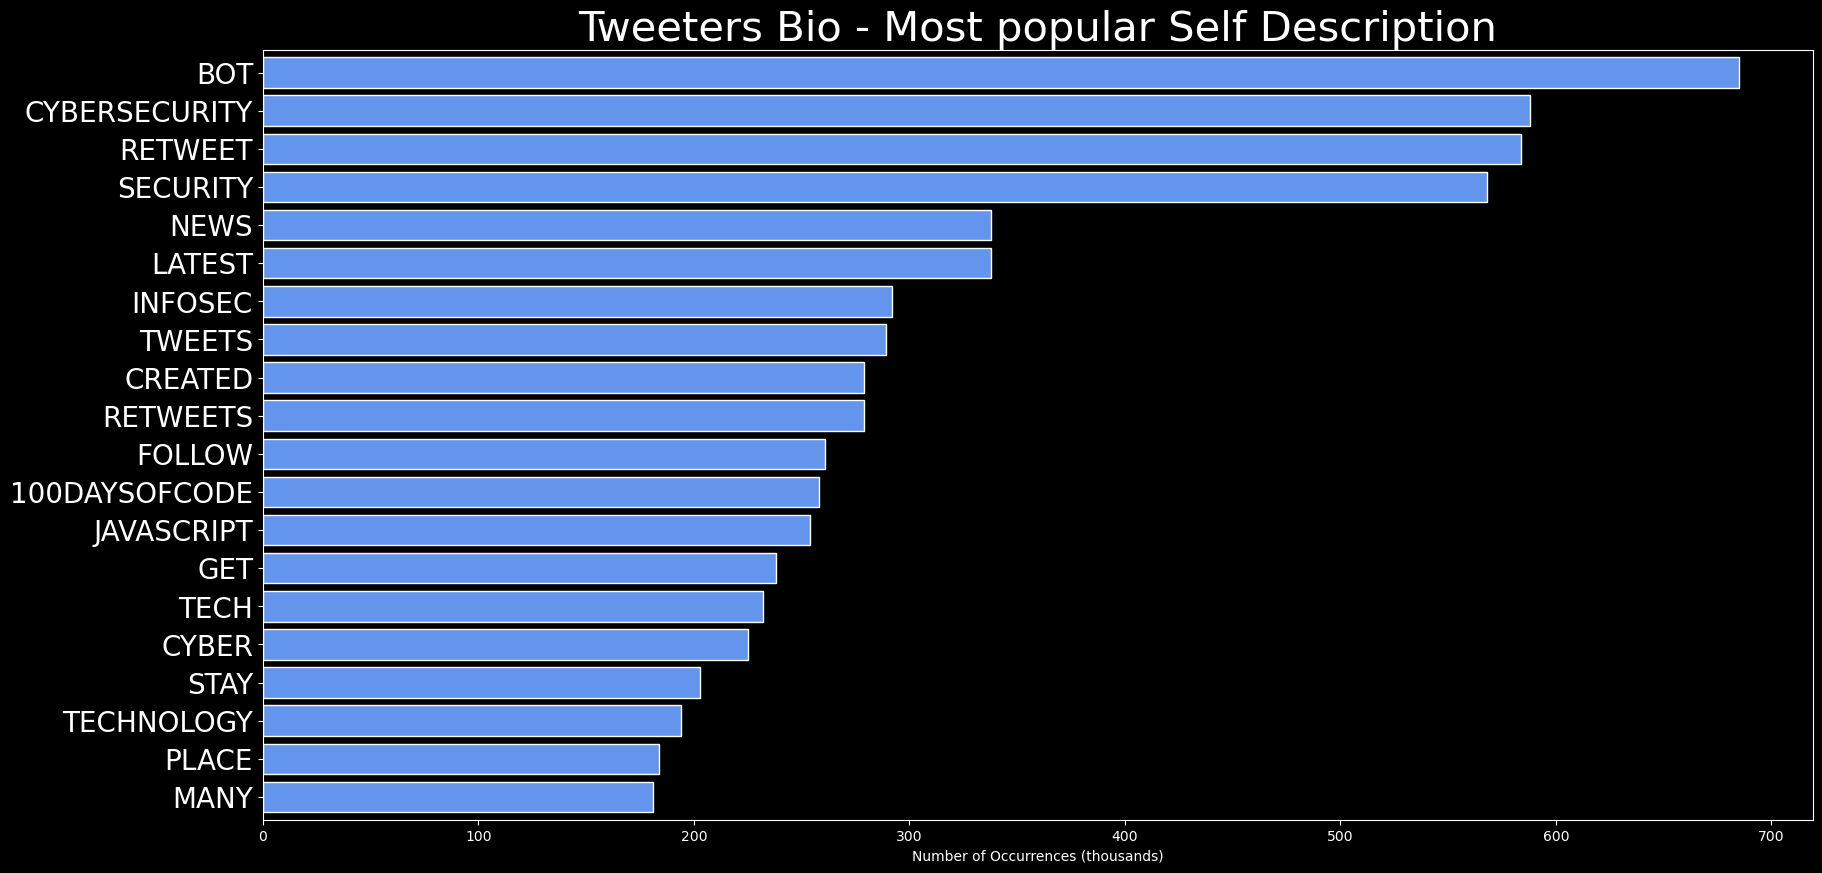 Tweeters Bio - Most popular Self Description
BOT
CYBERSECURITY
RETWEET
SECURITY
NEWS
LATEST
INFOSEC
TWEETS
CREATED
RETWEETS
FOLLOW
100DAYSOFCODE
JAVASCRIPT
GET
TECH
CYBER
STAY
TECHNOLOGY
PLACE
MANY
0 100 200 300 400 500 600 700
Number of Occurrences (thousands)